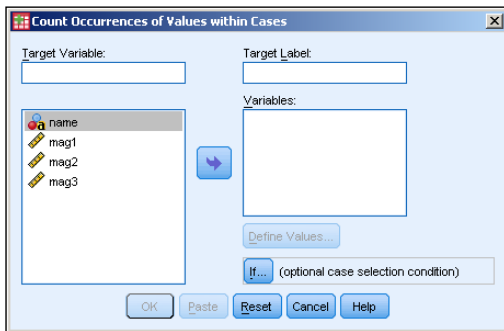 Count Occurrences of Values within Cases
Target Variable:
Target Label:
Variables:
name
mag1
mag2
mag3
Define Values...
If... (optional case selection condition)
OK Paste Reset Cancel Help